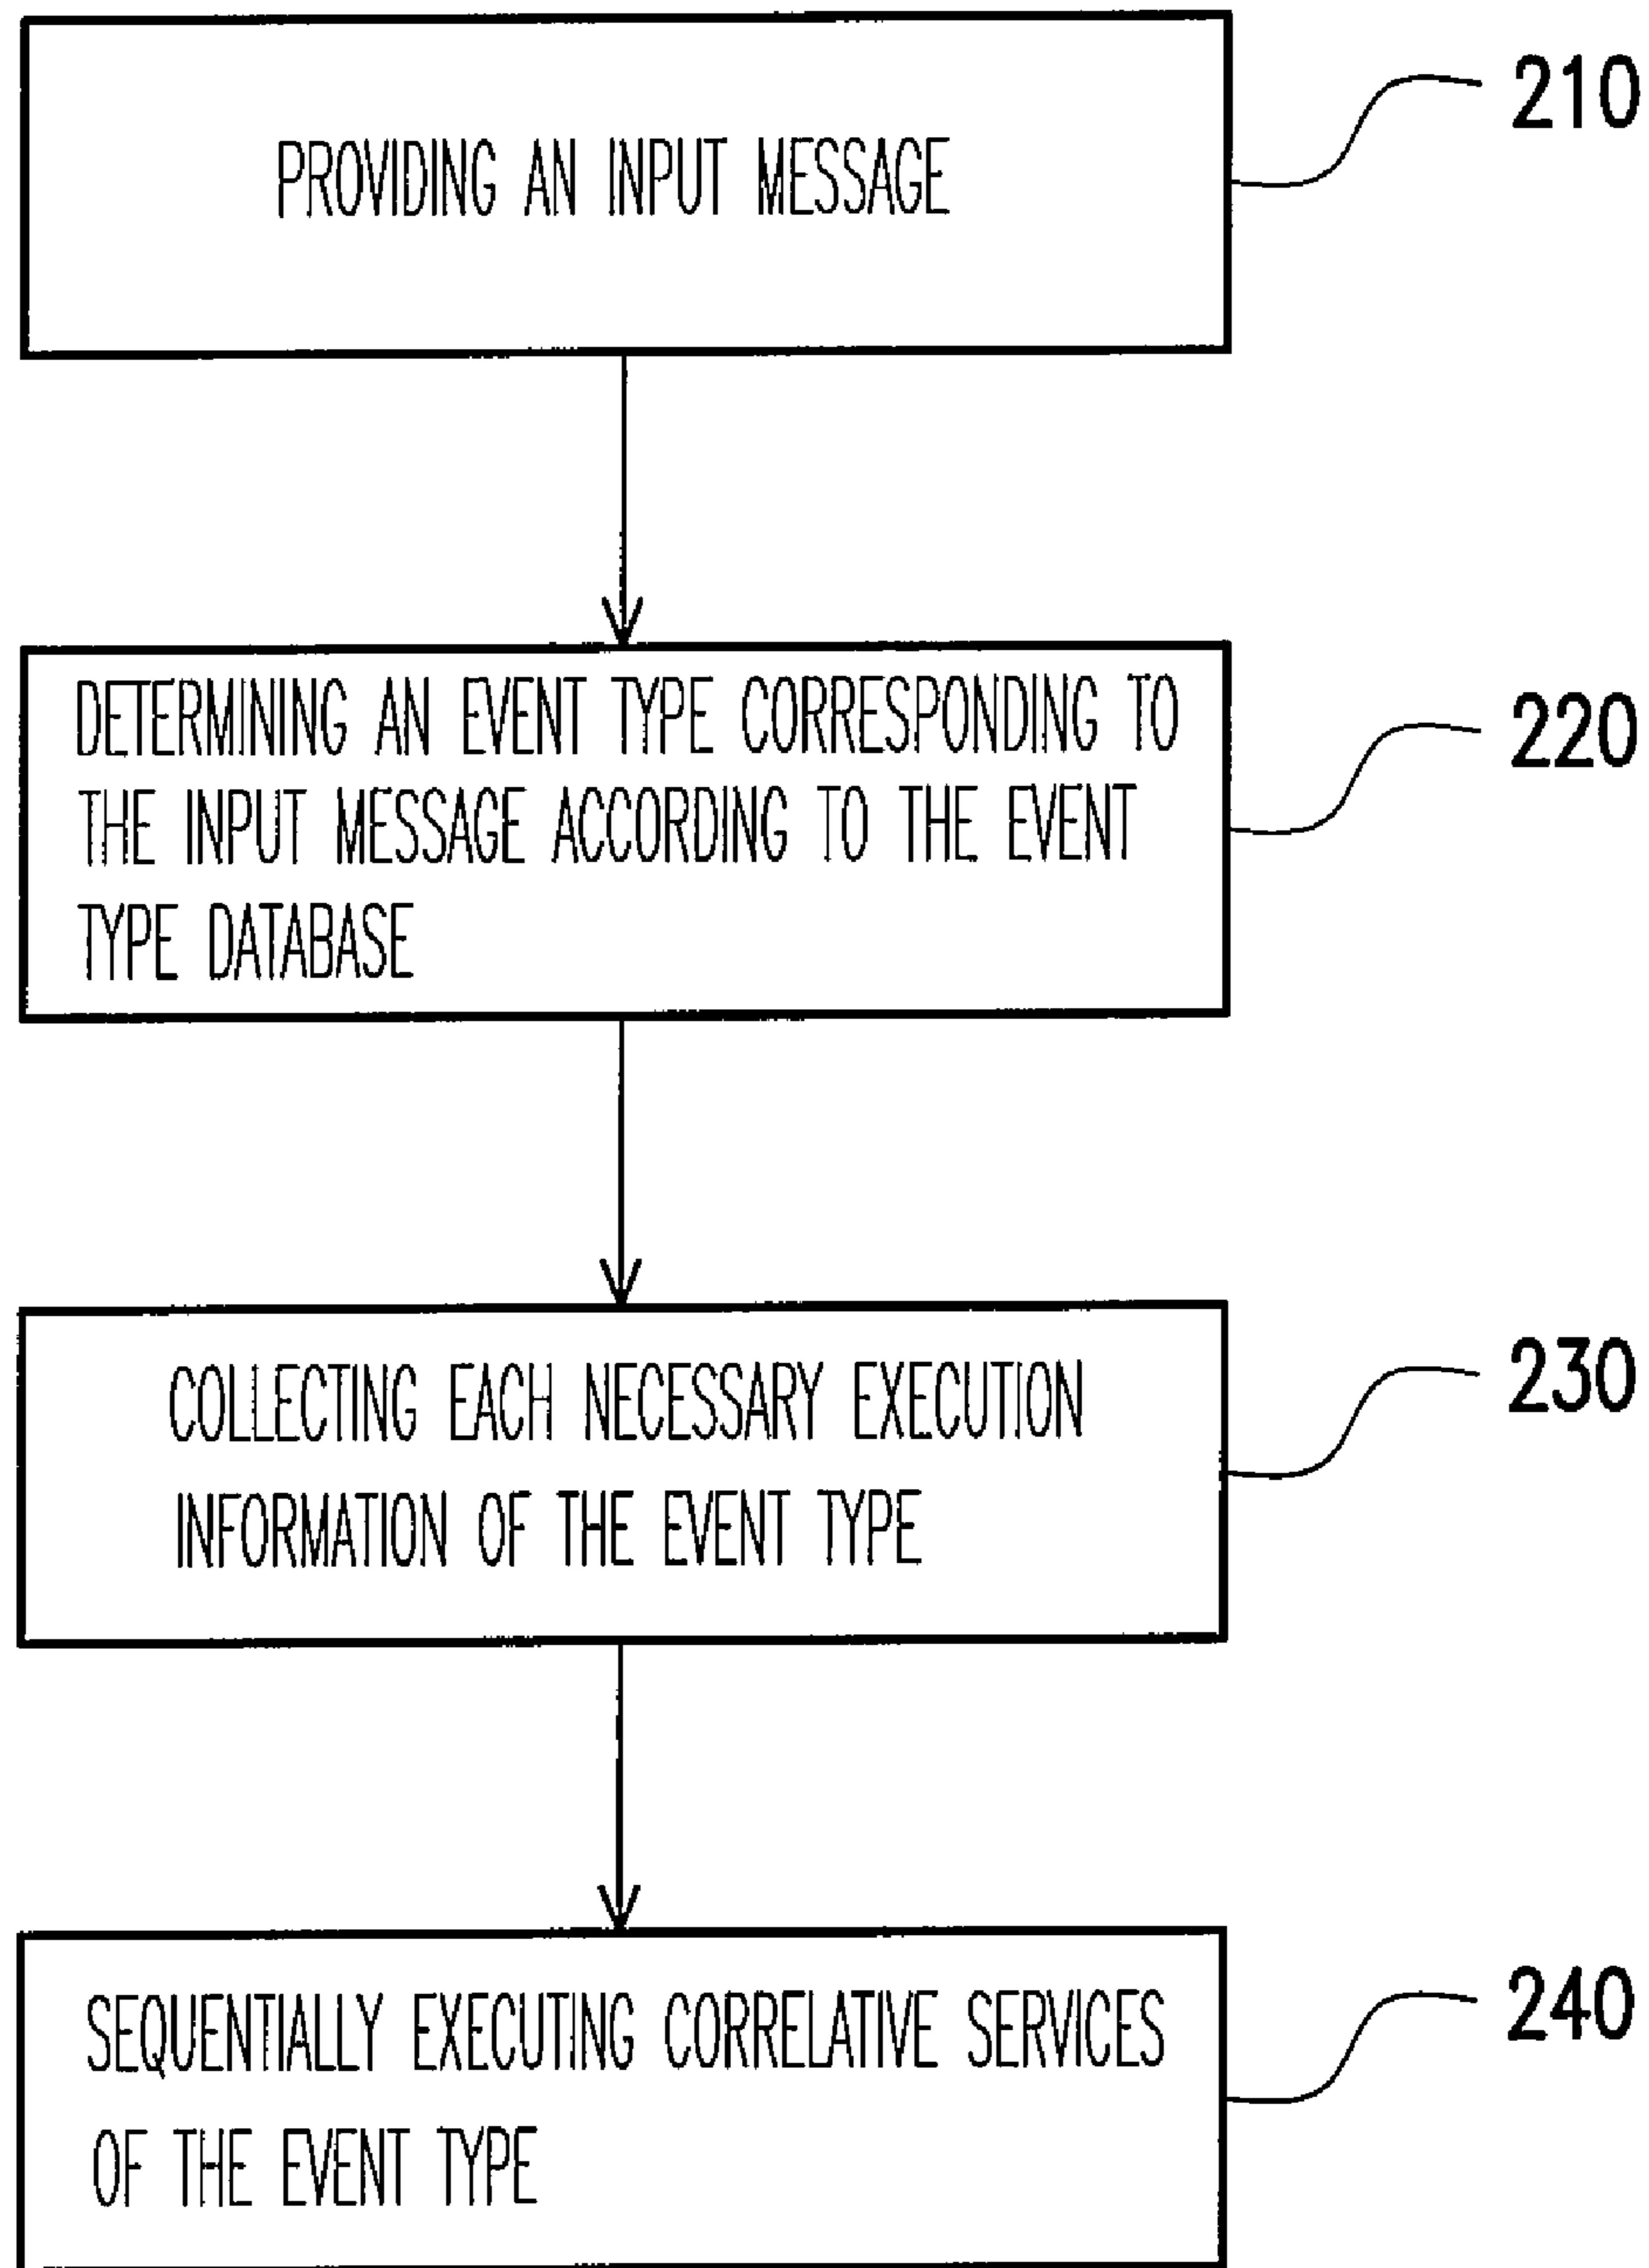 PROVIDING AN INPUT MESSAGE
210
DETERMINING AN EVENT TYPE CORRESPONDING TO
THE INPUT MESSAGE ACCORDING TO THE EVENT
TYPE DATABASE
220
COLLECTING EACH NECESSARY EXECUTION
INFORMATION OF THE EVENT TYPE
230
SEQUENTIALLY EXECUTING CORRELATIVE SERVICES
OF THE EVENT TYPE
240